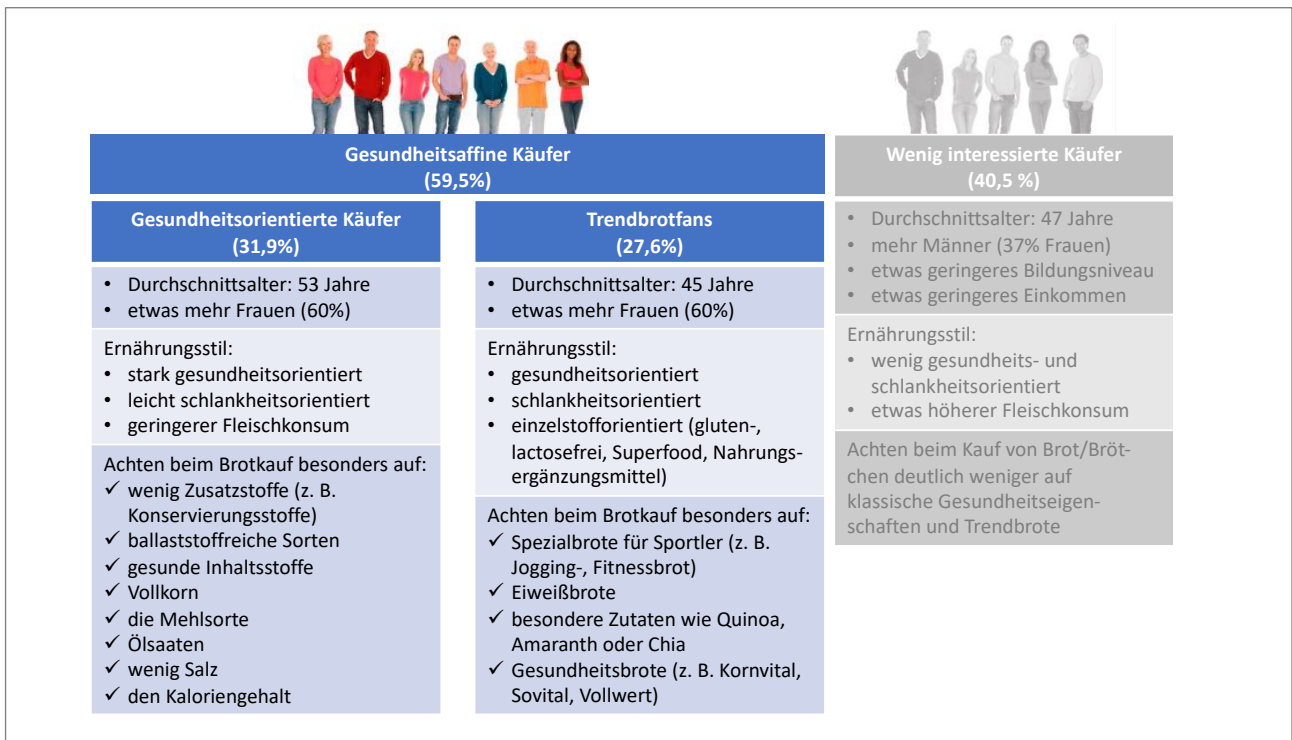 Gesundheitsaffine Käufer
(59,5%)
Gesundheitsorientierte Käufer
(31,9%)
• Durchschnittsalter: 53 Jahre
• etwas mehr Frauen (60%)
Ernährungsstil:
• stark gesundheitsorientiert
• leicht schlankheitsorientiert
• geringerer Fleischkonsum
Achten beim Brotkauf besonders auf:
✓ wenig Zusatzstoffe (z. B.
Konservierungsstoffe)
✓ ballaststoffreiche Sorten
✓ gesunde Inhaltsstoffe
✓ Vollkorn
✓ die Mehlsorte
✓ Ölsaaten
✓ wenig Salz
✓ den Kaloriengehalt
Trendbrotfans
(27,6%)
• Durchschnittsalter: 45 Jahre
• etwas mehr Frauen (60%)
Ernährungsstil:
• gesundheitsorientiert
• schlankheitsorientiert
• einzelstofforientiert (gluten-,
lactosefrei, Superfood, Nahrungs-
ergänzungsmittel)
Achten beim Brotkauf besonders auf:
✓ Spezialbrote für Sportler (z. B.
Jogging-, Fitnessbrot)
✓ Eiweißbrote
✓ besondere Zutaten wie Quinoa,
Amaranth oder Chia
✓ Gesundheitsbrote (z. B. Kornvital,
Sovital, Vollwert)
Wenig interessierte Käufer
(40,5 %)
• Durchschnittsalter: 47 Jahre
• mehr Männer (37% Frauen)
• etwas geringeres Bildungsniveau
• etwas geringeres Einkommen
Ernährungsstil:
• wenig gesundheits- und
schlankheitsorientiert
• etwas höherer Fleischkonsum
Achten beim Kauf von Brot/Bröt-
chen deutlich weniger auf
klassische Gesundheitseigen-
schaften und Trendbrote